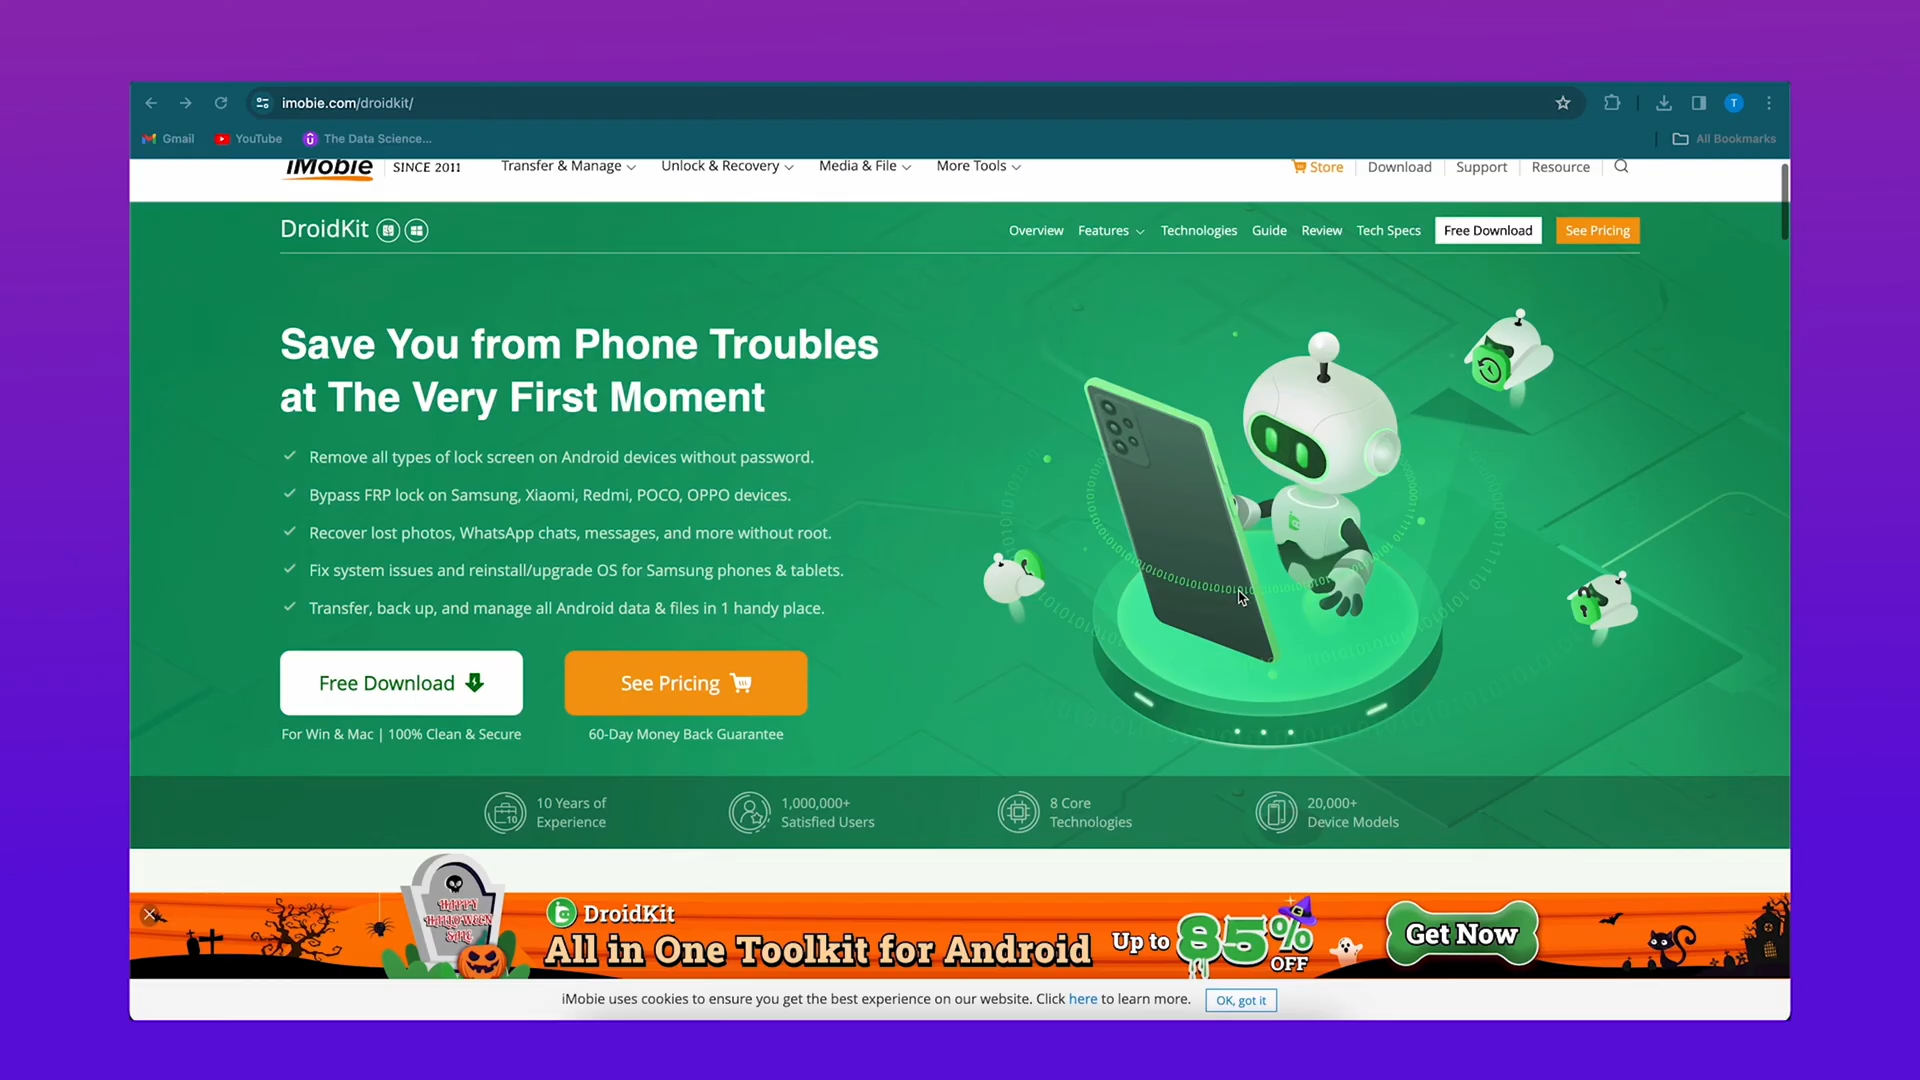 imobie.com/droidkit/
T
Gmail
YouTube
The Data Science...
All Bookmarks
iMobie
SINCE 2011
Transfer & Manage
Unlock & Recovery
Media & File
More Tools
Store
Download
Support
Resource
DroidKit
Overview
Features
Technologies
Guide
Review
Tech Specs
Free Download
See Pricing
Save You from Phone Troubles
at The Very First Moment
Remove all types of lock screen on Android devices without password.
Bypass FRP lock on Samsung, Xiaomi, Redmi, POCO, OPPO devices.
Recover lost photos, WhatsApp chats, messages, and more without root.
Fix system issues and reinstall/upgrade OS for Samsung phones & tablets.
Transfer, back up, and manage all Android data & files in 1 handy place.
Free Download
See Pricing
For Win & Mac | 100% Clean & Secure
60-Day Money Back Guarantee
10 Years of
Experience
1,000,000+
Satisfied Users
8 Core
Technologies
20,000+
Device Models
HAPPY
HALLOWEEN
SALE
DroidKit
All in One Toolkit for Android
Up to 85% OFF
Get Now
iMobie uses cookies to ensure you get the best experience on our website. Click here to learn more.
OK, got it